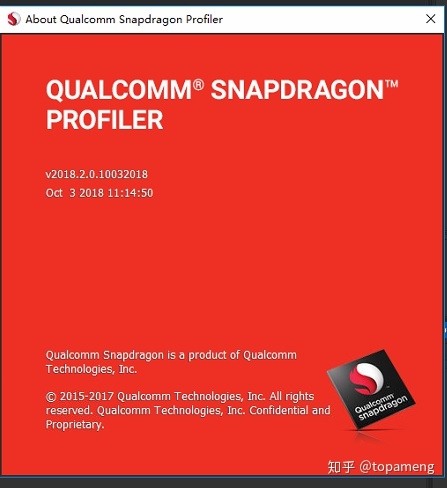 About Qualcomm Snapdragon Profiler
QUALCOMM® SNAPDRAGON™
PROFILER
v2018.2.0.10032018
Oct  3 2018 11:14:50
Qualcomm Snapdragon is a product of Qualcomm
Technologies, Inc.
© 2015-2017 Qualcomm Technologies, Inc. All rights
reserved. Qualcomm Technologies, Inc. Confidential and
Proprietary.
Qualcomm
snapdragon
知乎 @topameng